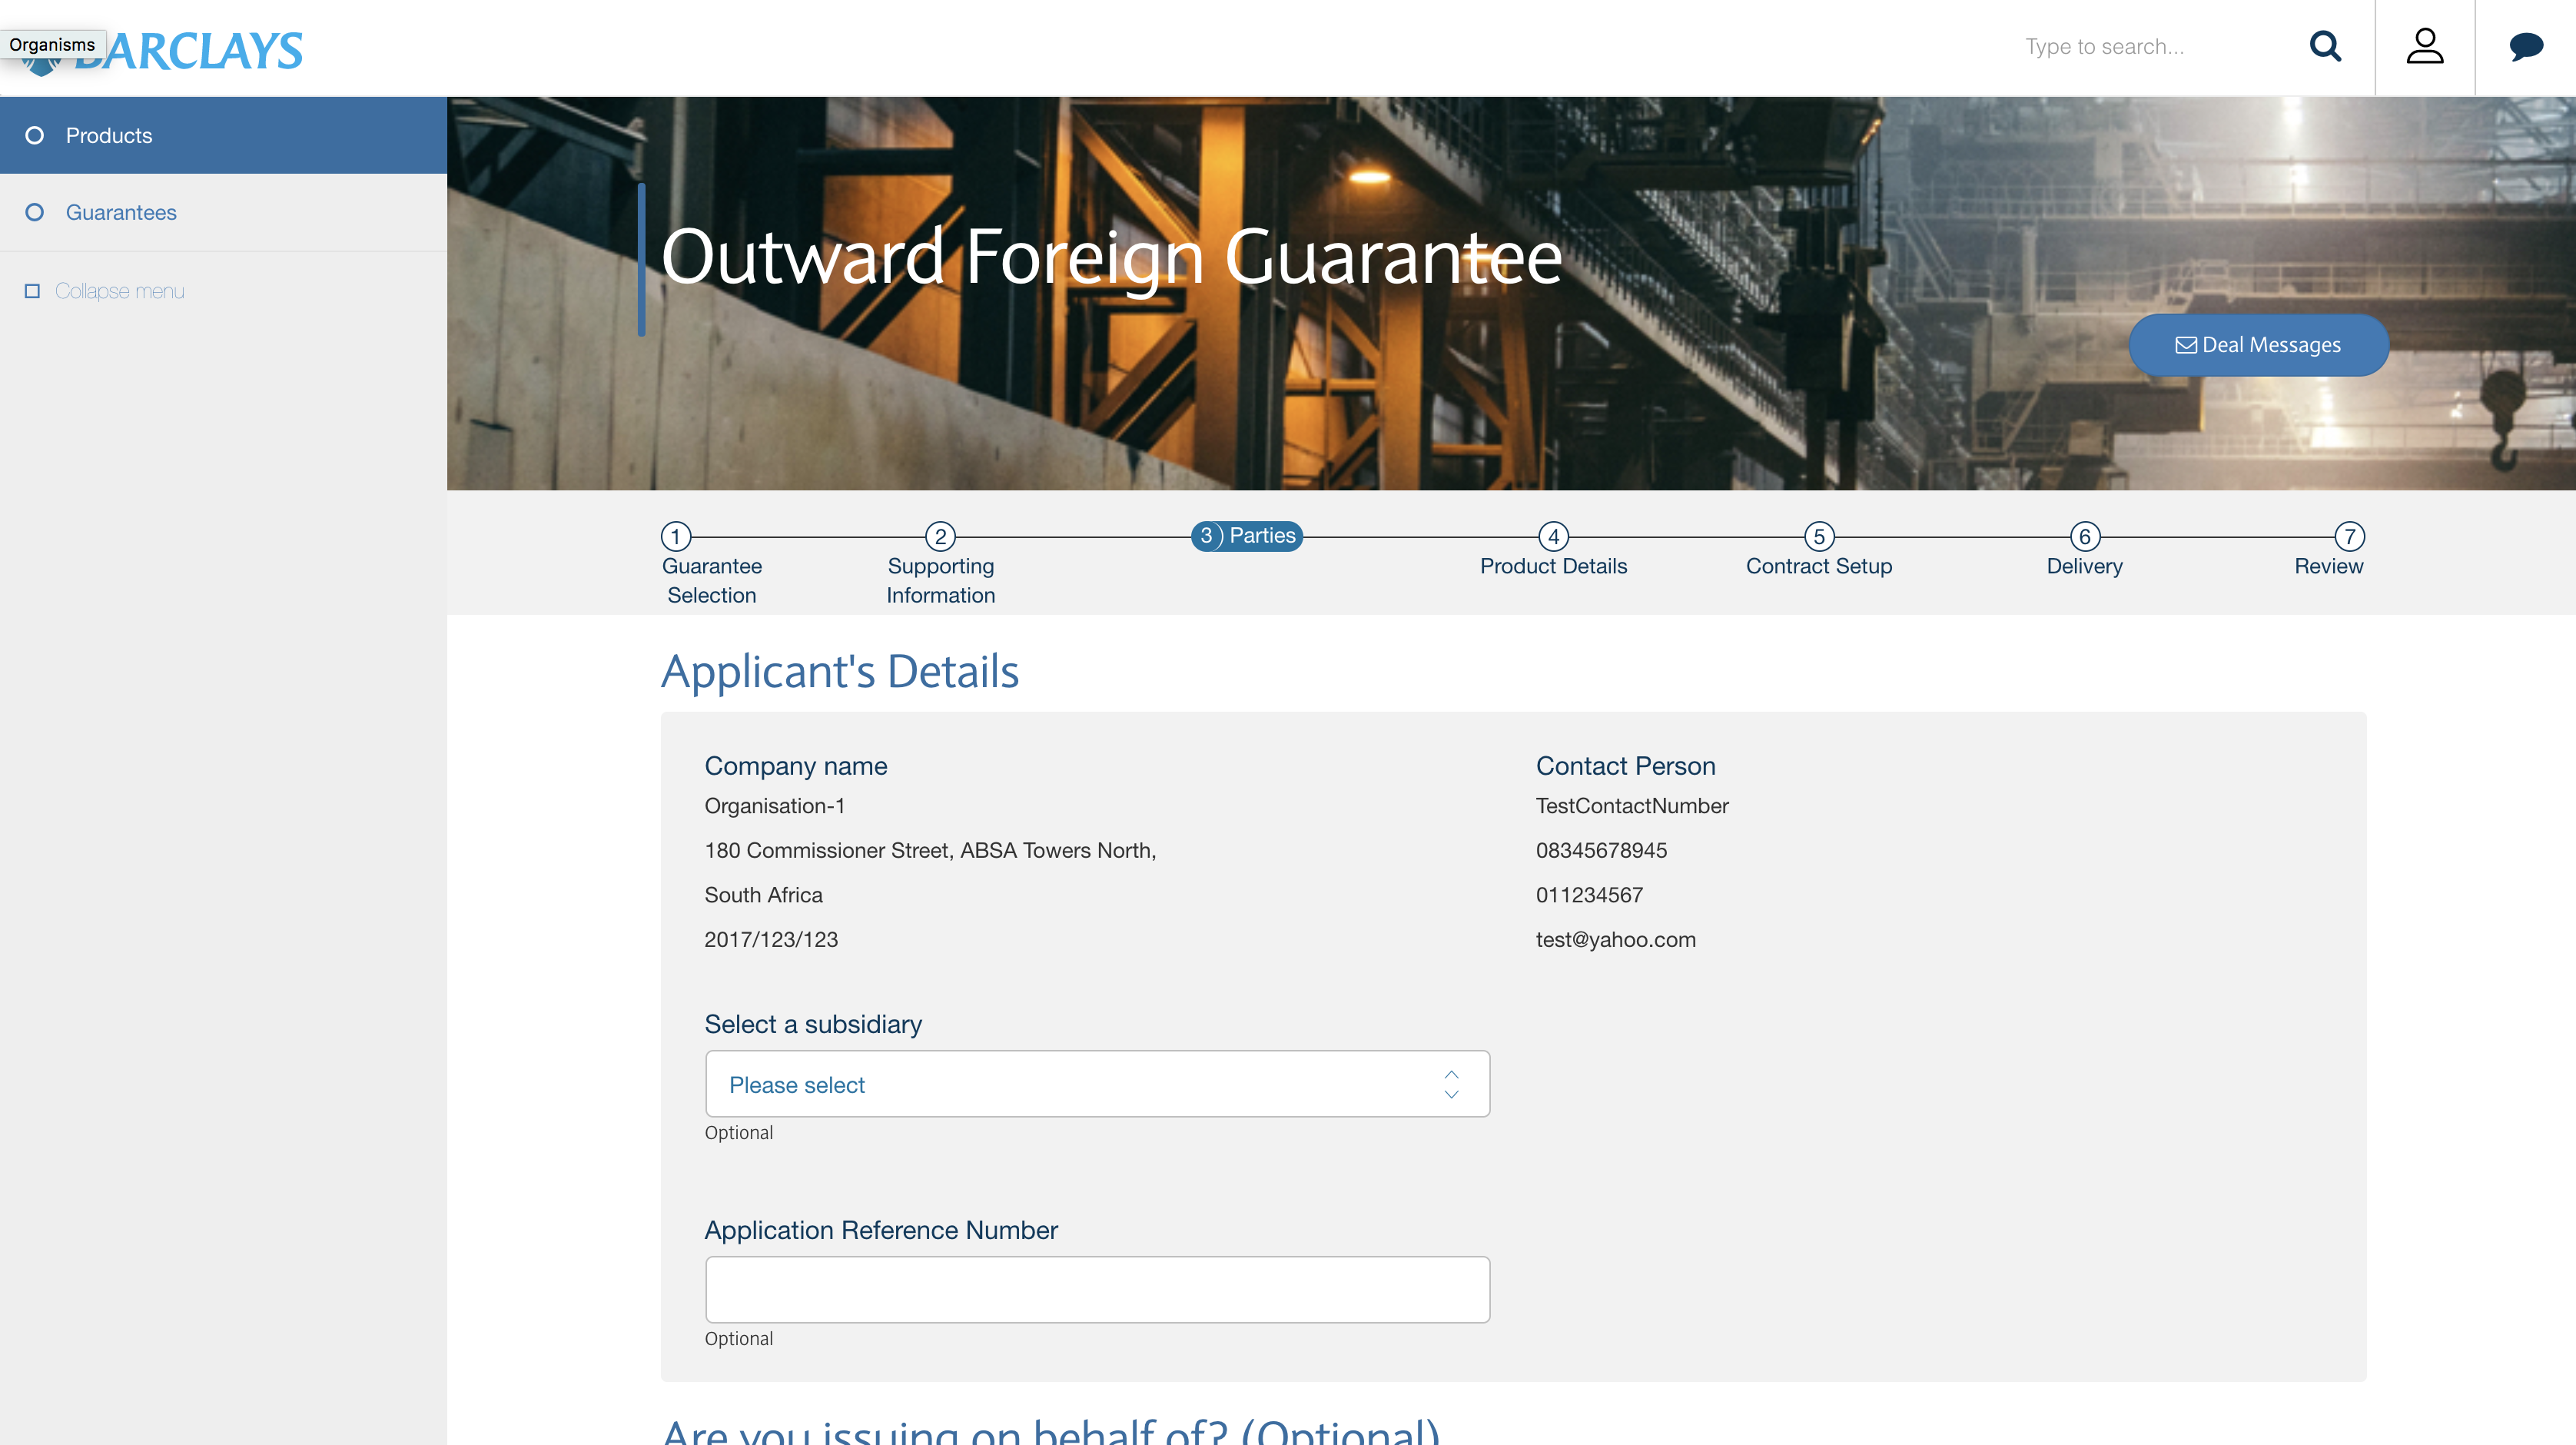 Organisms
BARCLAYS
Type to search...
Products
Guarantees
Collapse menu
Outward Foreign Guarantee
Deal Messages
1
Guarantee
Selection
2
Supporting
Information
3 Parties
4
Product Details
5
Contract Setup
6
Delivery
7
Review
Applicant's Details
Company name
Organisation-1
180 Commissioner Street, ABSA Towers North,
South Africa
2017/123/123
Contact Person
TestContactNumber
08345678945
011234567
test@yahoo.com
Select a subsidiary
Please select
Optional
Application Reference Number
Optional
Are you issuing on behalf of? (Optional)